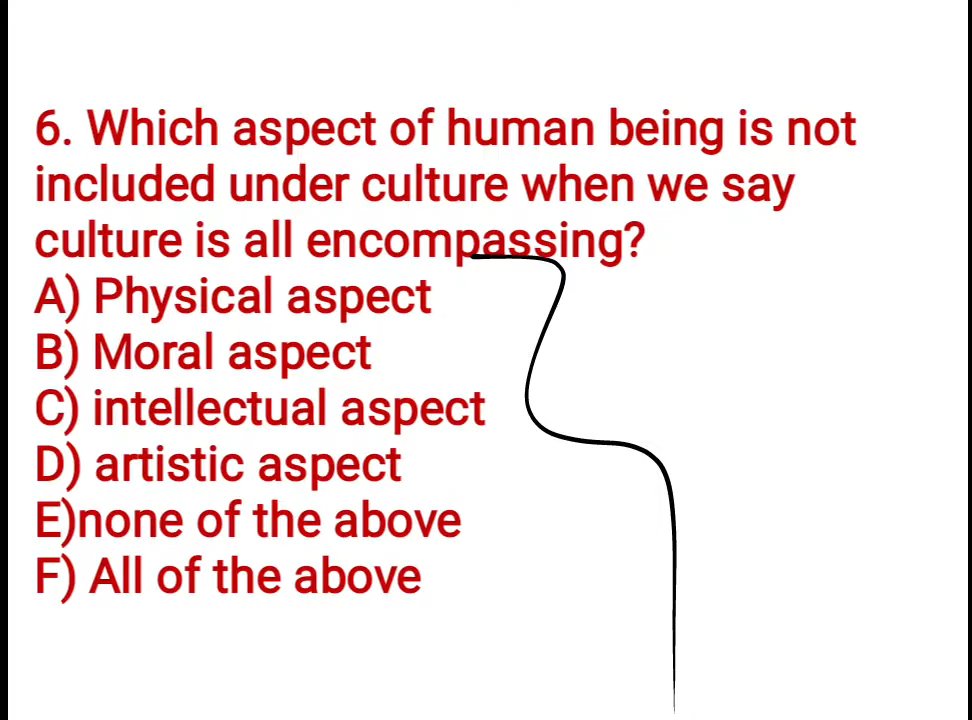 6. Which aspect of human being is not
included under culture when we say
culture is all encompassing?
A) Physical aspect
B) Moral aspect
C) intellectual aspect
D) artistic aspect
E)none of the above
F) All of the above